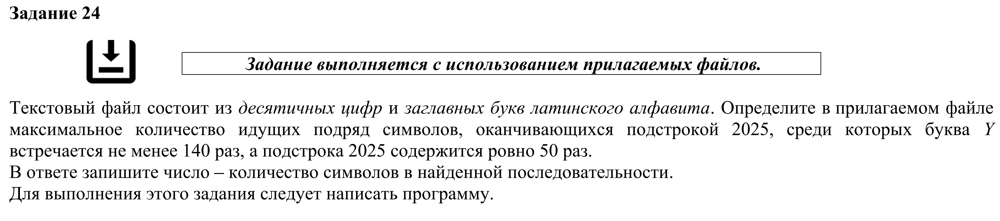 Задание 24
Задание выполняется с использованием прилагаемых файлов.
Текстовый файл состоит из десятичных цифр и заглавных букв латинского алфавита. Определите в прилагаемом файле
максимальное количество идущих подряд символов, оканчивающихся подстрокой 2025, среди которых буква Y
встречается не менее 140 раз, а подстрока 2025 содержится ровно 50 раз.
В ответе запишите число – количество символов в найденной последовательности.
Для выполнения этого задания следует написать программу.